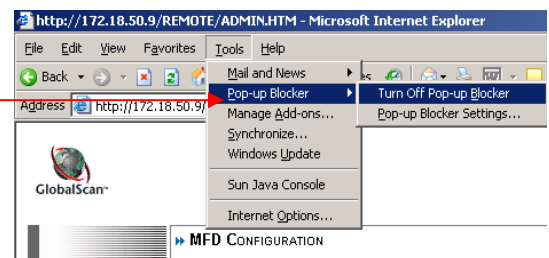 http://172.18.50.9/REMOTE/ADMIN.HTM - Microsoft Internet Explorer
File Edit View Favorites Tools Help
Back
Mail and News
Pop-up Blocker
Turn Off Pop-up Blocker
Address http://172.18.50.9/
Manage Add-ons...
Pop-up Blocker Settings...
Synchronize...
Windows Update
GlobalScan™
Sun Java Console
Internet Options...
MFD CONFIGURATION